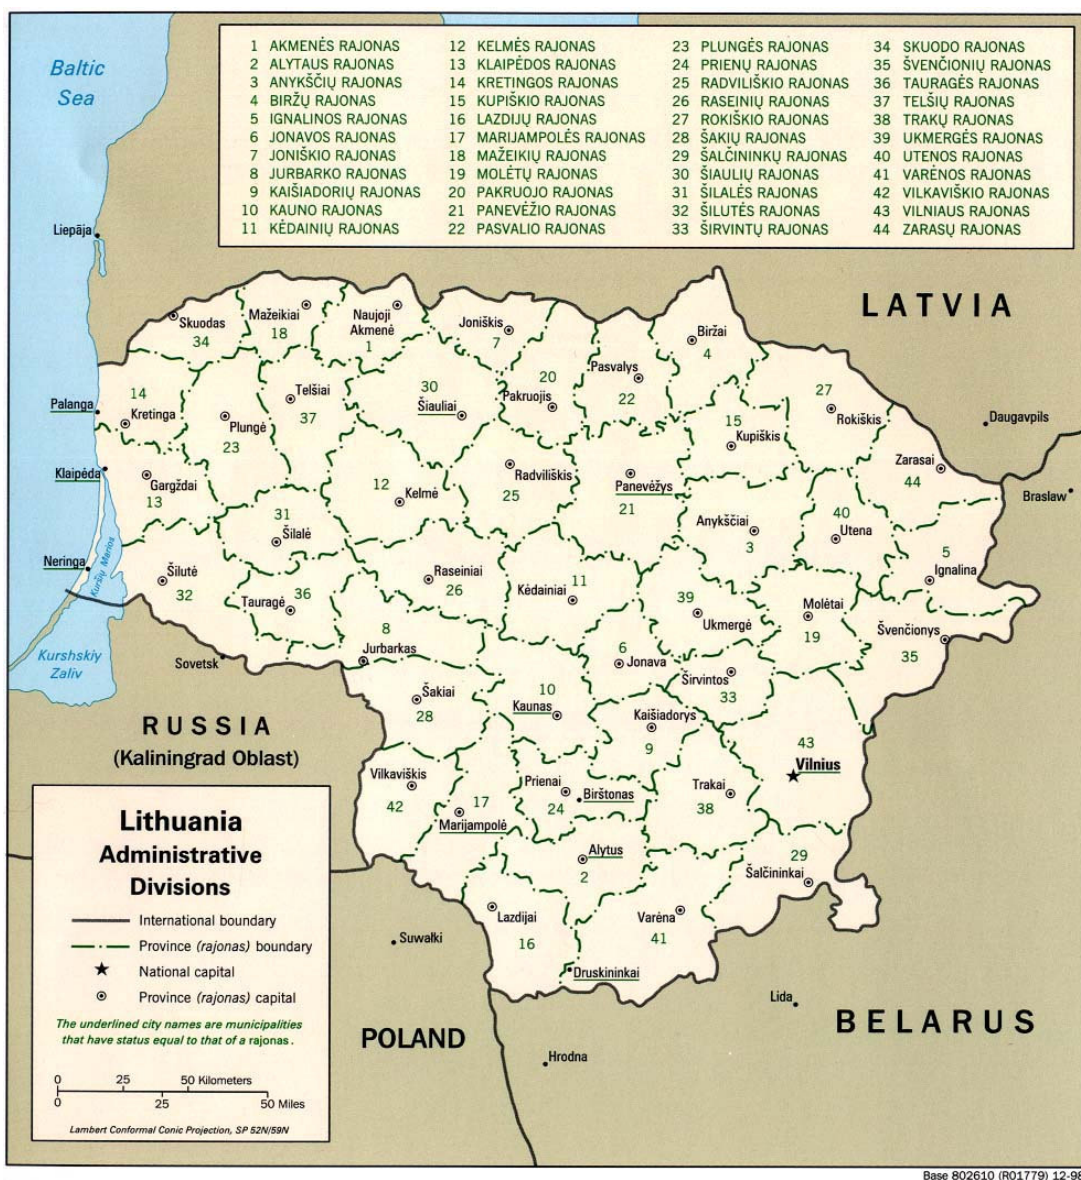 1 AKMENĖS RAJONAS
2 ALYTAUS RAJONAS
3 ANYKŠČIŲ RAJONAS
4 BIRŽŲ RAJONAS
5 IGNALINOS RAJONAS
6 JONAVOS RAJONAS
7 JONIŠKIO RAJONAS
8 JURBARKO RAJONAS
9 KAIŠIADORIŲ RAJONAS
10 KAUNO RAJONAS
11 KĖDAINIŲ RAJONAS
12 KELMĖS RAJONAS
13 KLAIPĖDOS RAJONAS
14 KRETINGOS RAJONAS
15 KUPIŠKIO RAJONAS
16 LAZDIJŲ RAJONAS
17 MARIJAMPOLĖS RAJONAS
18 MAŽEIKIŲ RAJONAS
19 MOLĖTŲ RAJONAS
20 PAKRUOJO RAJONAS
21 PANEVĖŽIO RAJONAS
22 PASVALIO RAJONAS
23 PLUNGĖS RAJONAS
24 PRIENŲ RAJONAS
25 RADVILIŠKIO RAJONAS
26 RASEINIŲ RAJONAS
27 ROKIŠKIO RAJONAS
28 ŠAKIŲ RAJONAS
29 ŠALČININKŲ RAJONAS
30 ŠIAULIŲ RAJONAS
31 ŠILALĖS RAJONAS
32 ŠILUTĖS RAJONAS
33 ŠIRVINTŲ RAJONAS
34 SKUODO RAJONAS
35 ŠVENČIONIŲ RAJONAS
36 TAURAGĖS RAJONAS
37 TELŠIŲ RAJONAS
38 TRAKŲ RAJONAS
39 UKMERGĖS RAJONAS
40 UTENOS RAJONAS
41 VARĖNOS RAJONAS
42 VILKAVIŠKIO RAJONAS
43 VILNIAUS RAJONAS
44 ZARASŲ RAJONAS
Baltic
Sea
Liepāja
LATVIA
Skuodas
34
Mažeikiai
18
Naujoji
Akmenė
1
Joniškis
7
Biržai
4
Pasvalys
22
20
Pakruojis
30
Šiauliai
Telšiai
37
14
Kretinga
Palanga
Plungė
23
15
Kupiškis
27
Rokiškis
Daugavpils
Zarasai
44
Braslaw
Klaipėda
Gargždai
13
12
Kelmė
Radviliškis
25
Panevėžys
21
Anykščiai
3
40
Utena
5
Ignalina
31
Šilalė
Neringa
Kuršių Marios
Šilutė
32
Tauragė
36
Raseiniai
26
Kėdainiai
11
39
Ukmergė
Molėtai
19
Švenčionys
35
Kurshskiy
Zaliv
Sovetsk
8
Jurbarkas
6
Jonava
Širvintos
33
Šakiai
28
10
Kaunas
Kaišiadorys
9
43
Vilnius
RUSSIA
(Kaliningrad Oblast)
Vilkaviškis
42
17
Marijampolė
Prienai
24
Birštonas
Trakai
38
Alytus
2
29
Šalčininkai
Lazdijai
16
Varėna
41
Druskininkai
Suwałki
Lida
POLAND
BELARUS
Hrodna
Lithuania
Administrative
Divisions
International boundary
Province (rajonas) boundary
National capital
Province (rajonas) capital
The underlined city names are municipalities
that have status equal to that of a rajonas.
0 25 50 Kilometers
0 25 50 Miles
Lambert Conformal Conic Projection, SP 52N/59N
Base 802610 (R01779) 12-98